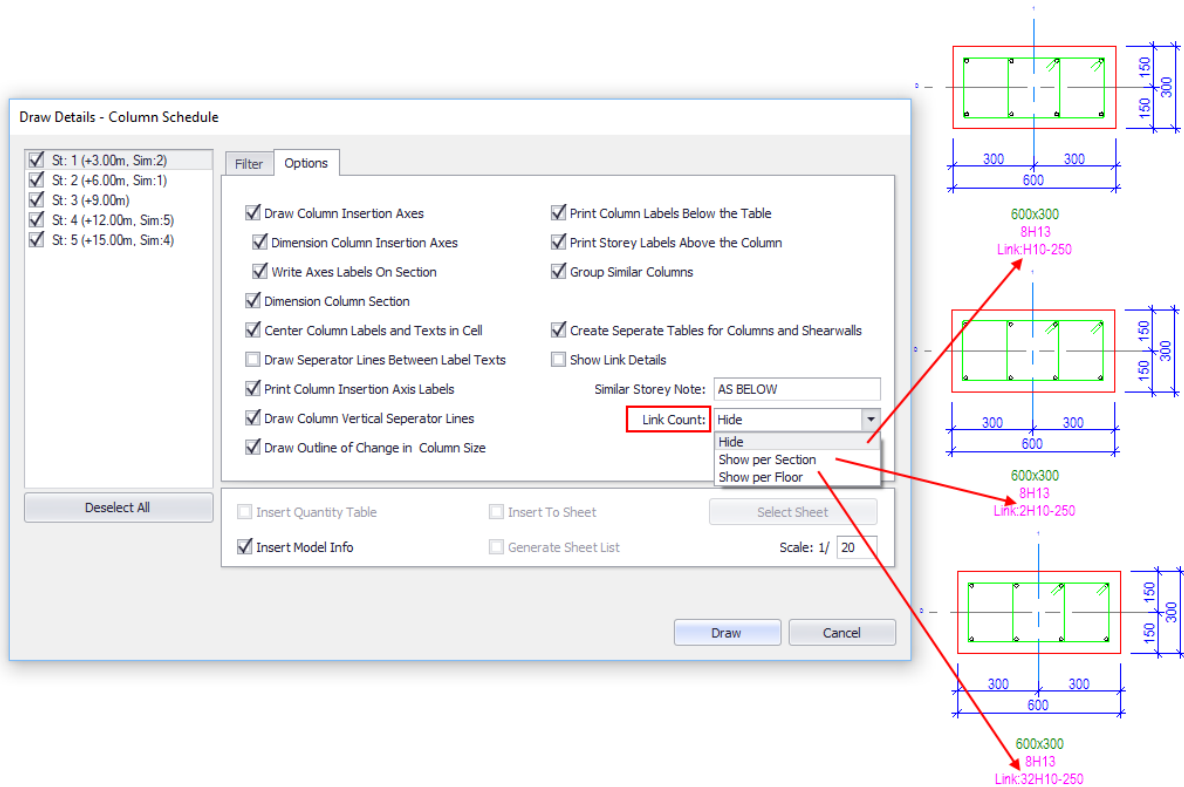 Draw Details - Column Schedule
St: 1 (+3.00m, Sim:2)
St: 2 (+6.00m, Sim:1)
St: 3 (+9.00m)
St: 4 (+12.00m, Sim:5)
St: 5 (+15.00m, Sim:4)
Deselect All
Filter
Options
Draw Column Insertion Axes
Dimension Column Insertion Axes
Write Axes Labels On Section
Dimension Column Section
Center Column Labels and Texts in Cell
Draw Seperator Lines Between Label Texts
Print Column Insertion Axis Labels
Draw Column Vertical Seperator Lines
Draw Outline of Change in Column Size
Print Column Labels Below the Table
Print Storey Labels Above the Column
Group Similar Columns
Create Seperate Tables for Columns and Shearwalls
Show Link Details
Similar Storey Note: AS BELOW
Link Count: Hide
Hide
Show per Section
Show per Floor
Insert Quantity Table
Insert To Sheet
Select Sheet
Insert Model Info
Generate Sheet List
Scale: 1/ 20
Draw
Cancel
1
D
150
150
300
300
300
600
600x300
8H13
Link:H10-250
1
D
150
150
300
300
300
600
600x300
8H13
Link:2H10-250
1
D
150
150
300
300
300
600
600x300
8H13
Link:32H10-250